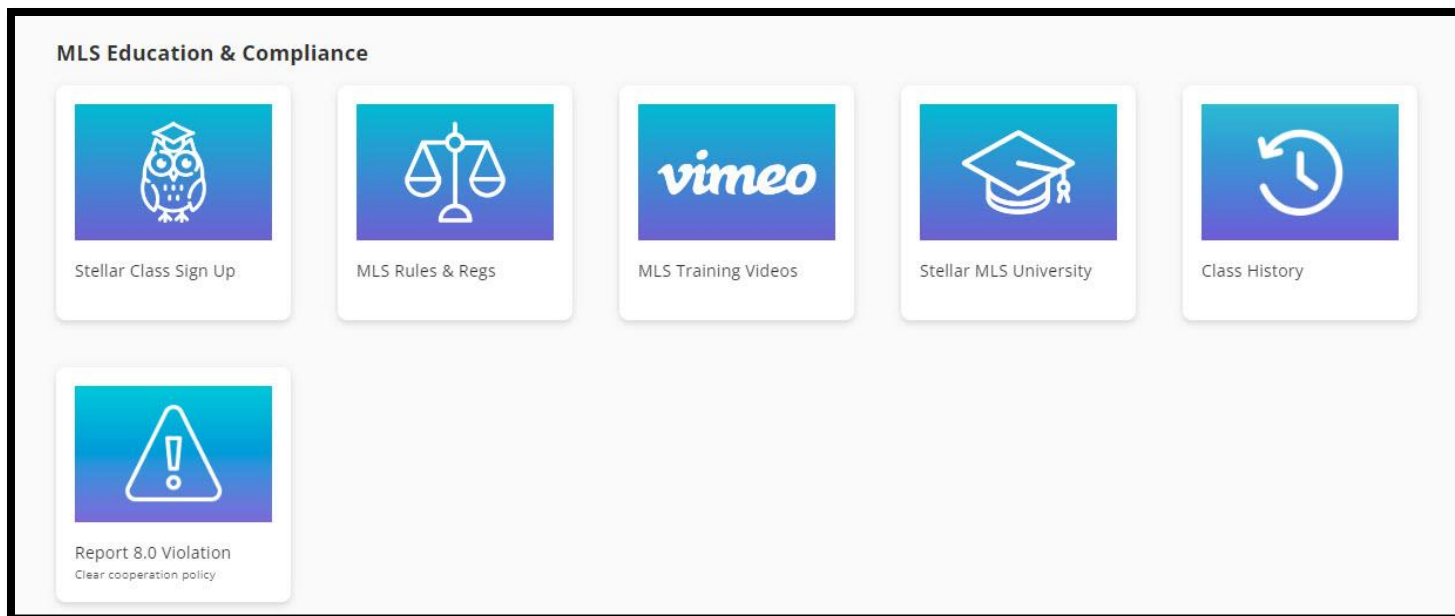 MLS Education & Compliance
vimeo
Stellar Class Sign Up
MLS Rules & Regs
MLS Training Videos
Stellar MLS University
Class History
Report 8.0 Violation
Clear cooperation policy